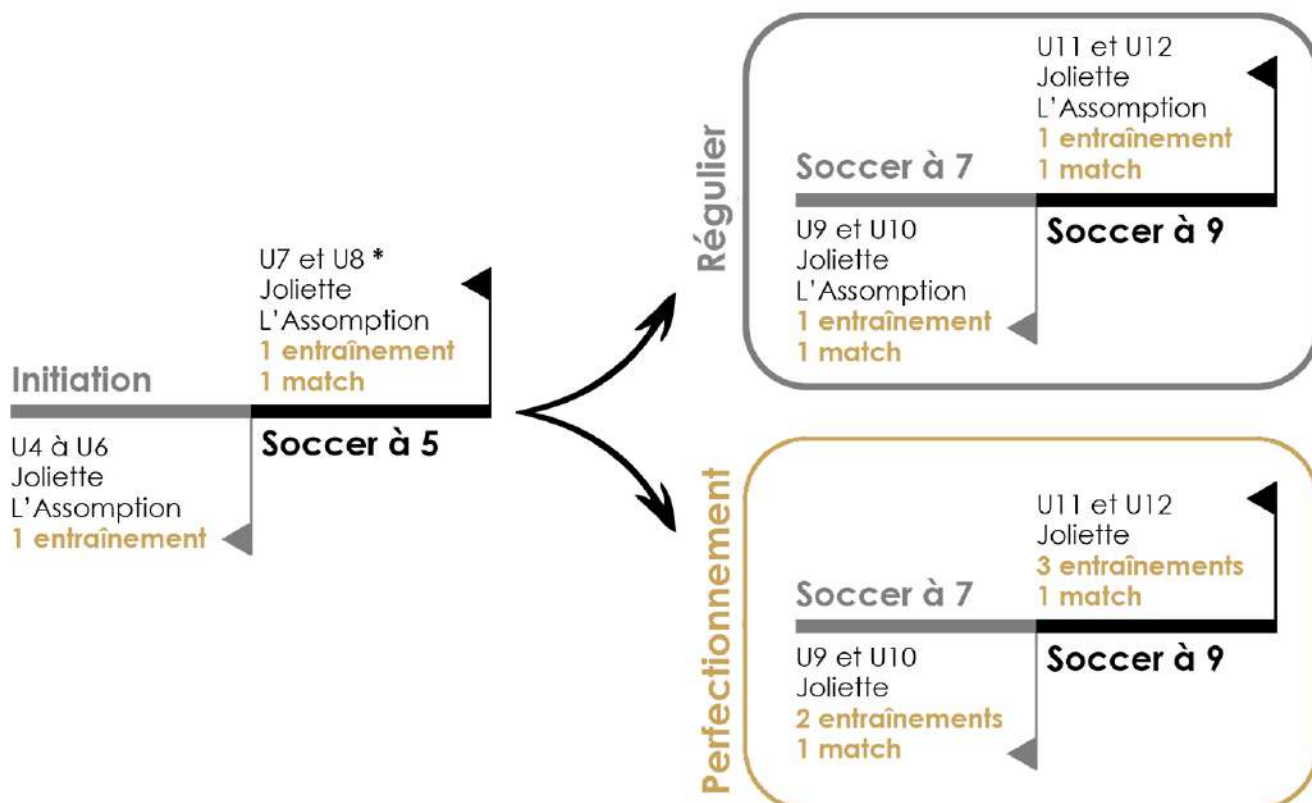 Initiation
U4 à U6
Joliette
L'Assomption
1 entraînement
U7 et U8 *
Joliette
L'Assomption
1 entraînement
1 match
Soccer à 5
Régulier
Soccer à 7
U9 et U10
Joliette
L'Assomption
1 entraînement
1 match
U11 et U12
Joliette
L'Assomption
1 entraînement
1 match
Soccer à 9
Perfectionnement
Soccer à 7
U9 et U10
Joliette
2 entraînements
1 match
U11 et U12
Joliette
3 entraînements
1 match
Soccer à 9